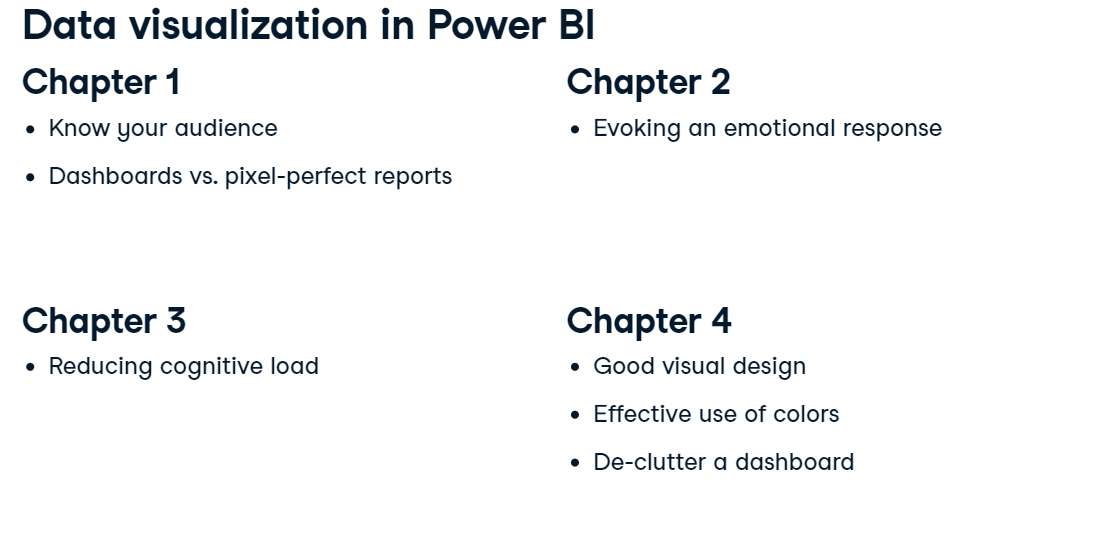 Data visualization in Power BI
Chapter 1
• Know your audience
• Dashboards vs. pixel-perfect reports
Chapter 2
• Evoking an emotional response
Chapter 3
• Reducing cognitive load
Chapter 4
• Good visual design
• Effective use of colors
• De-clutter a dashboard